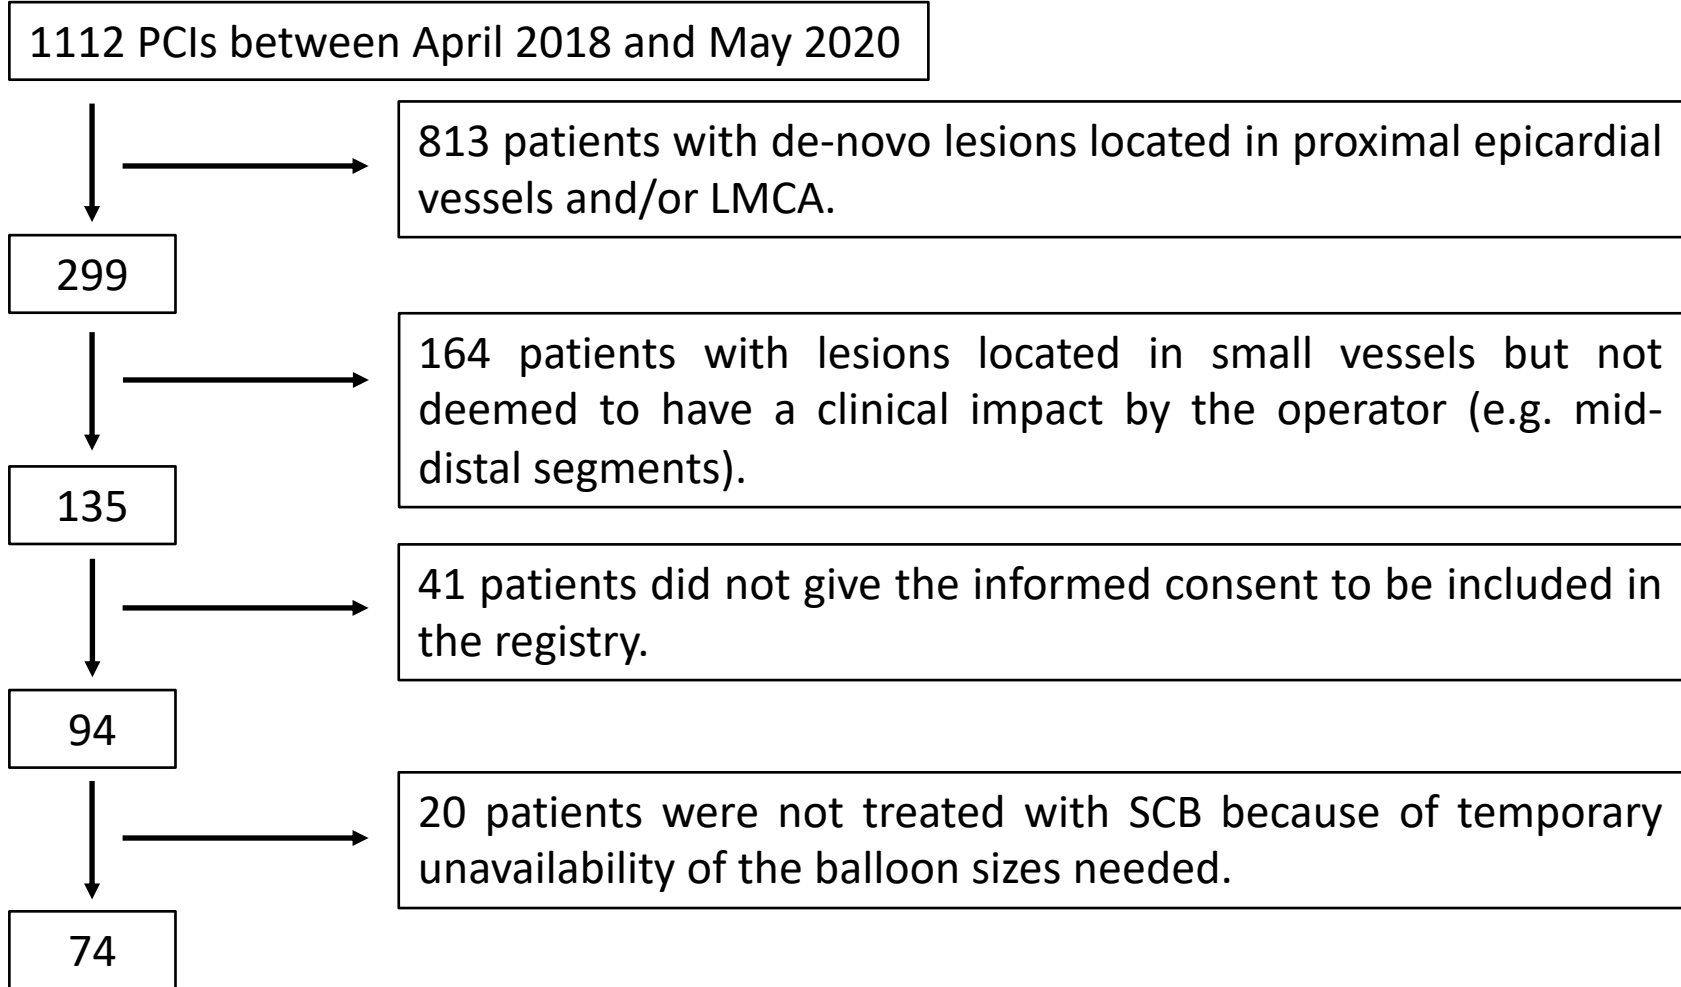 1112 PCIs between April 2018 and May 2020
813 patients with de-novo lesions located in proximal epicardial
vessels and/or LMCA.
299
164 patients with lesions located in small vessels but not
deemed to have a clinical impact by the operator (e.g. mid-
distal segments).
135
41 patients did not give the informed consent to be included in
the registry.
94
20 patients were not treated with SCB because of temporary
unavailability of the balloon sizes needed.
74